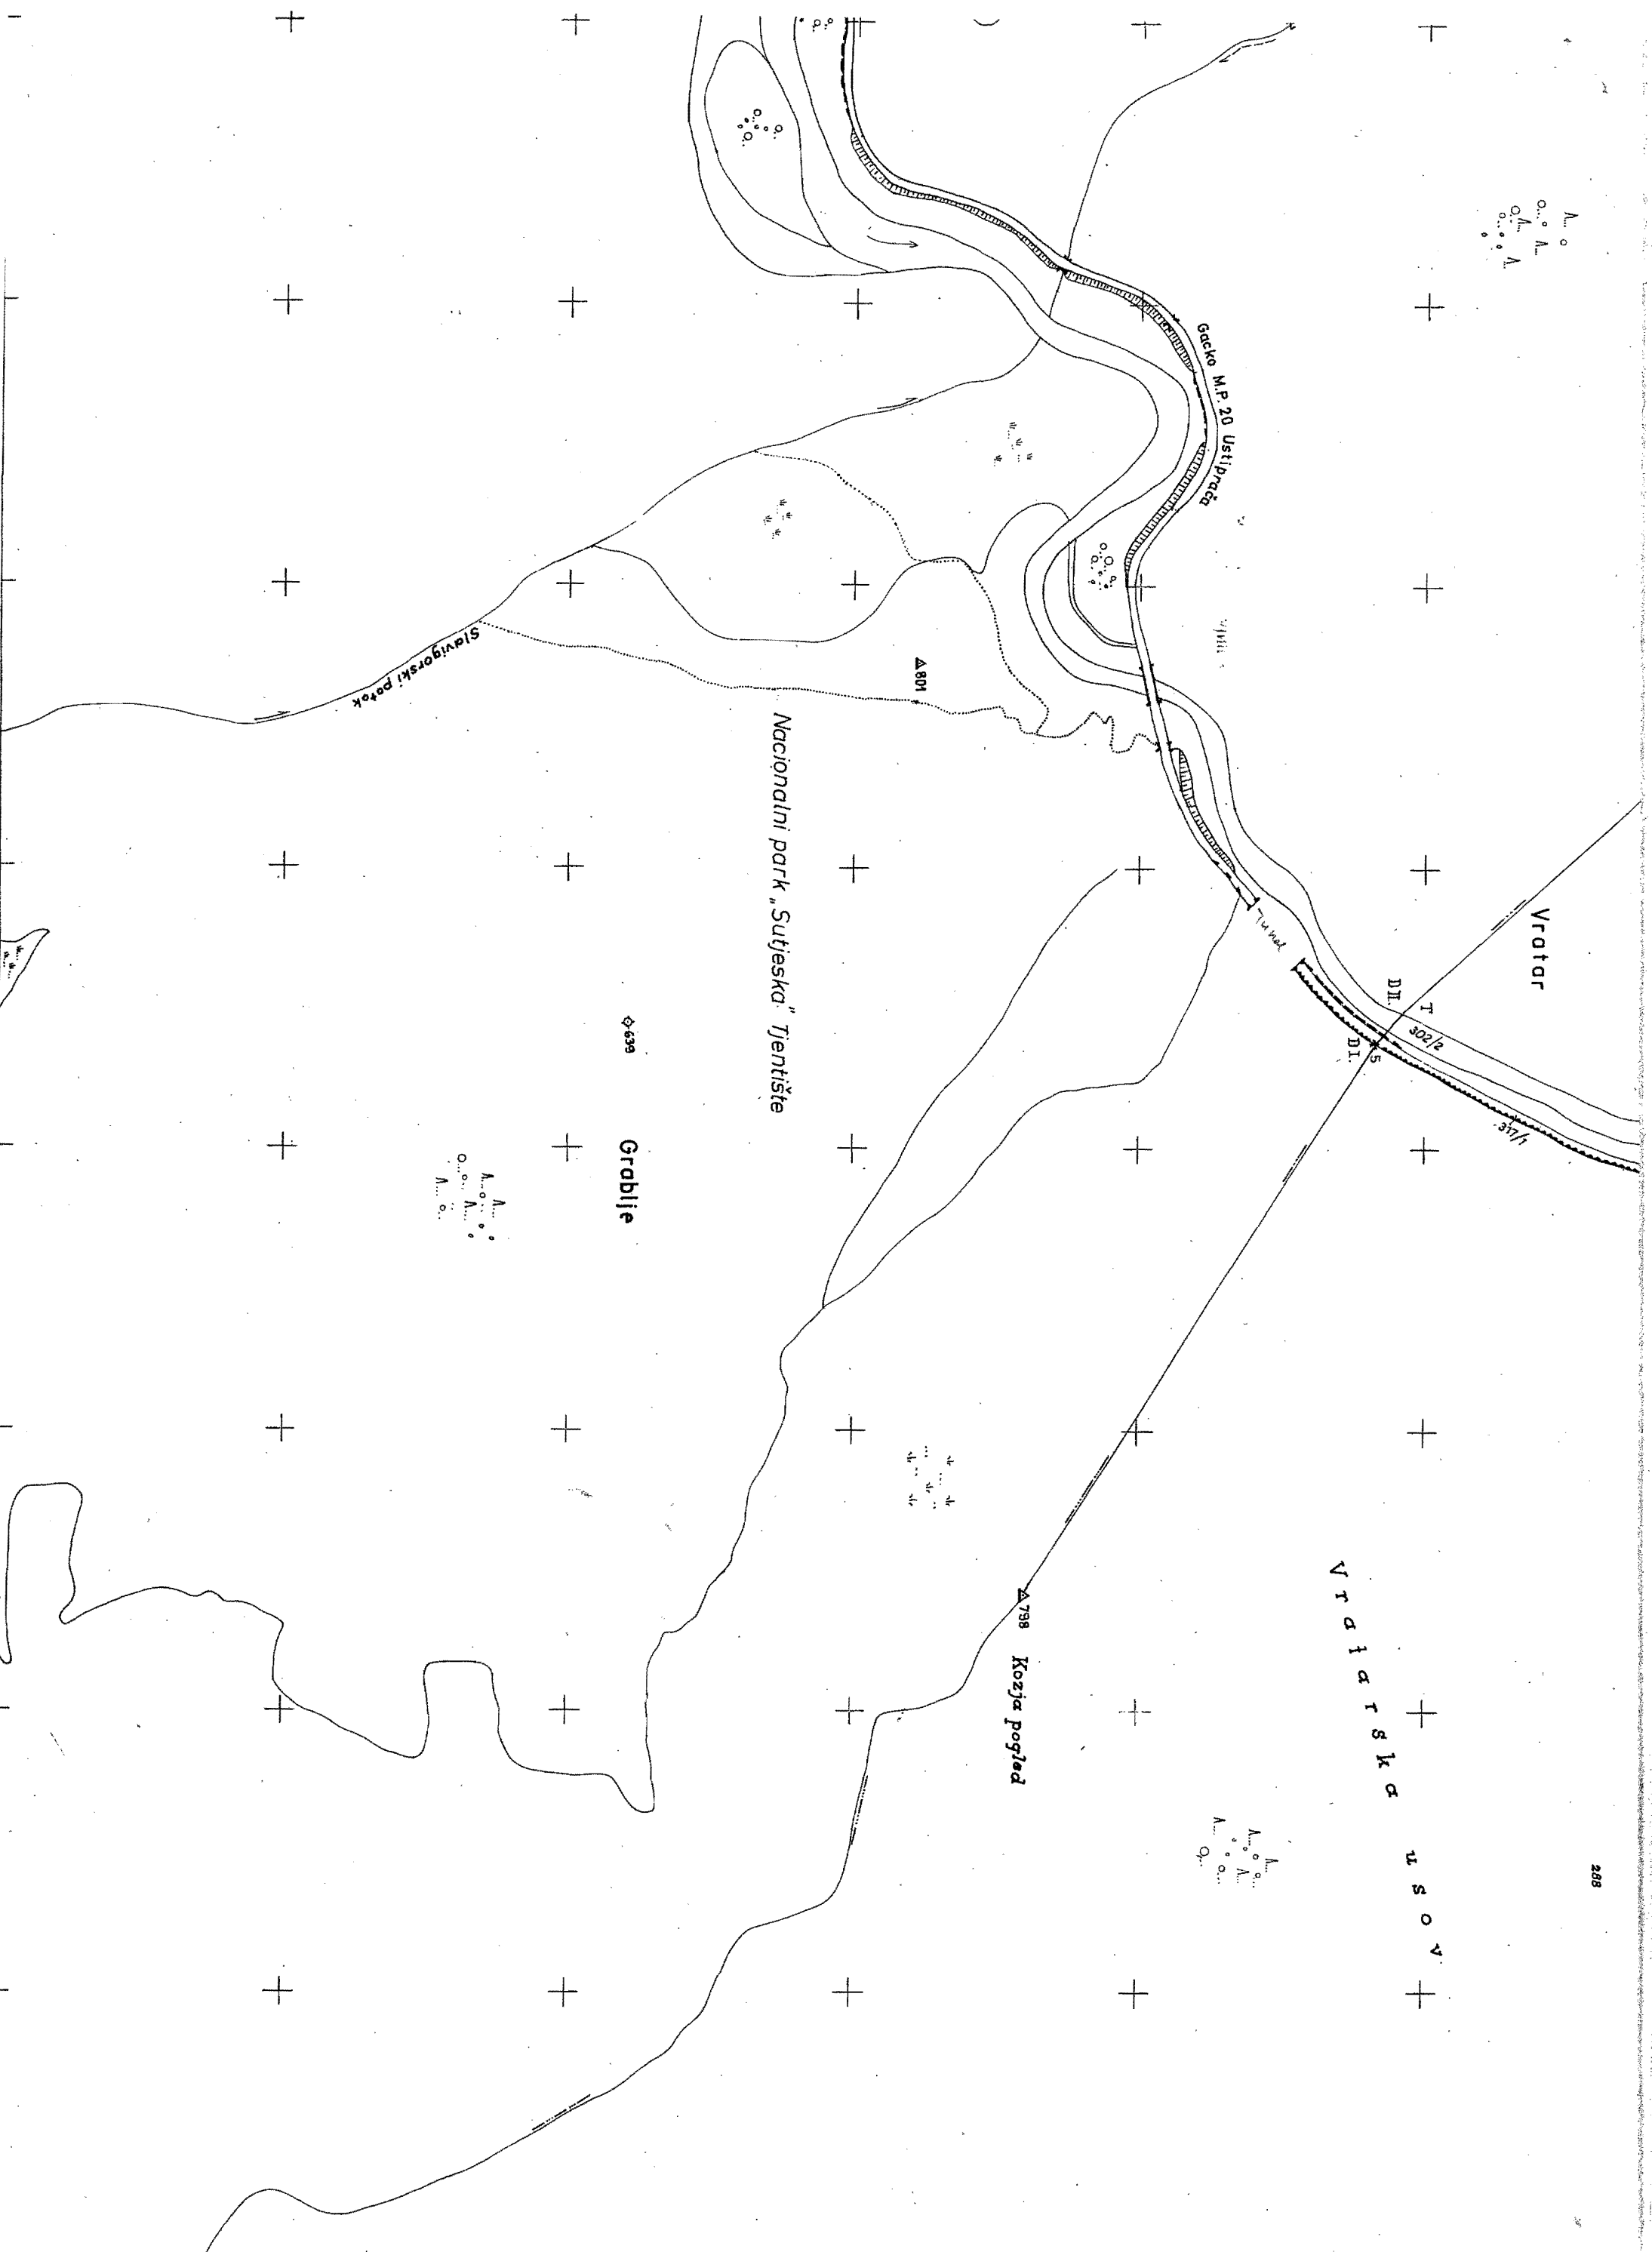 Gacko M.P. 20 Ustiprača
Vratar
Tunel
D II.
T
302/2
D I.
5
317/1
Slavigorski potok
801
Nacionalni park „Sutjeska" Tjentište
639
Grablje
798 Kozja pogled
Vratarska usov
288